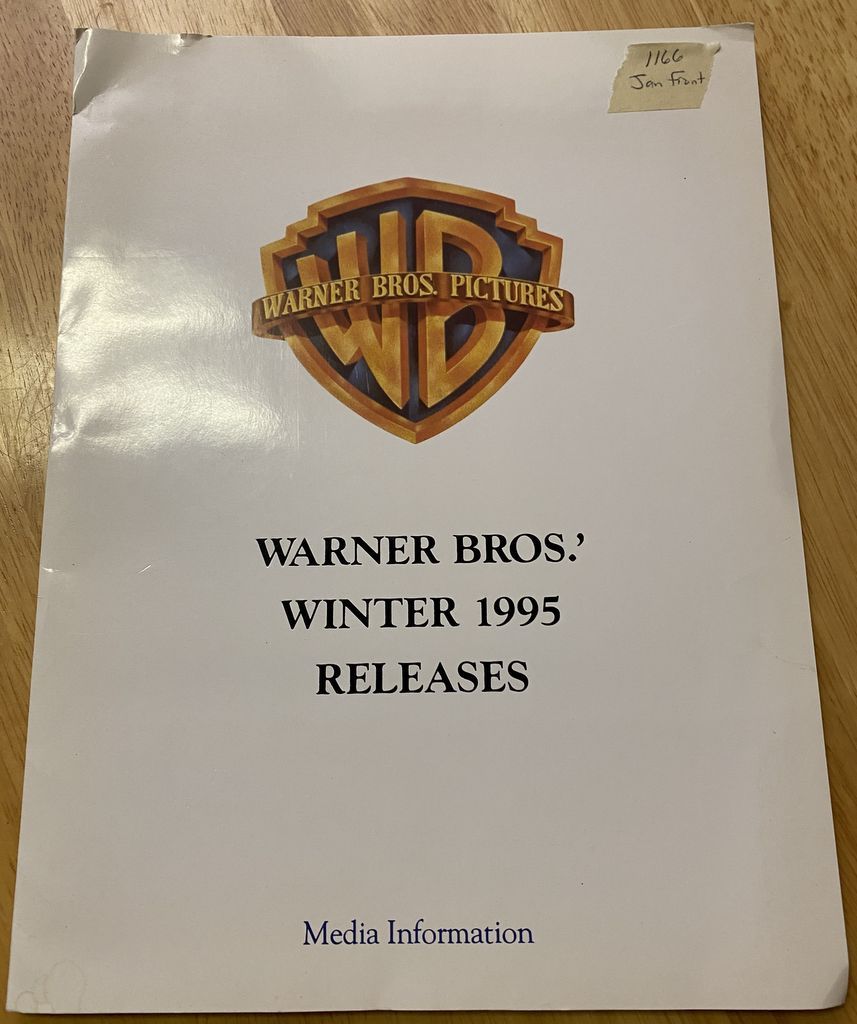 1166
Jan Front
WB
WARNER BROS. PICTURES
WARNER BROS.'
WINTER 1995
RELEASES
Media Information